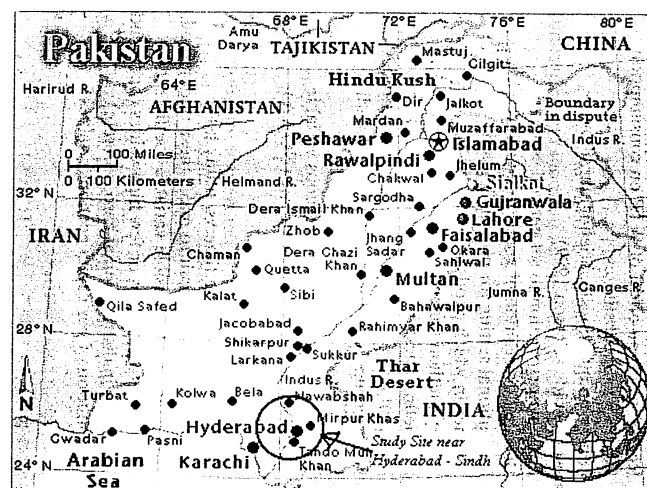 Pakistan
68°E
72°E
76°E
80°E
Amu
Darya
TAJIKISTAN
CHINA
Mastuj
Gilgit
Harirud R.
64°E
Hindu Kush
AFGHANISTAN
Dir
Jalkot
Boundary
in dispute
Mardan
Muzaffarabad
Indus R.
Peshawar
Islamabad
0 100 Miles
Rawalpindi
Jhelum
0 100 Kilometers
Chakwal
Helmand R.
Sialkot
32°N
Sargodha
Gujranwala
Dera Ismail Khan
Lahore
IRAN
Zhob
Faisalabad
Chaman
Dera Ghazi
Khan
Jhang
Sadar
Okara
Sahiwal
Quetta
Multan
Qila Safed
Kalat
Sibi
Jumna R.
Ganges R.
Bahawalpur
28°N
Jacobabad
Rahimyar Khan
Shikarpur
Larkana
Sukkur
Thar
Desert
Indus R.
N
Turbat
Kolwa
Bela
Nawabshah
INDIA
Mirpur Khas
Hyderabad
Gwadar
Pasni
Study Site near
Hyderabad - Sindh
Tando Muh
Khan
24°N
Arabian
Sea
Karachi